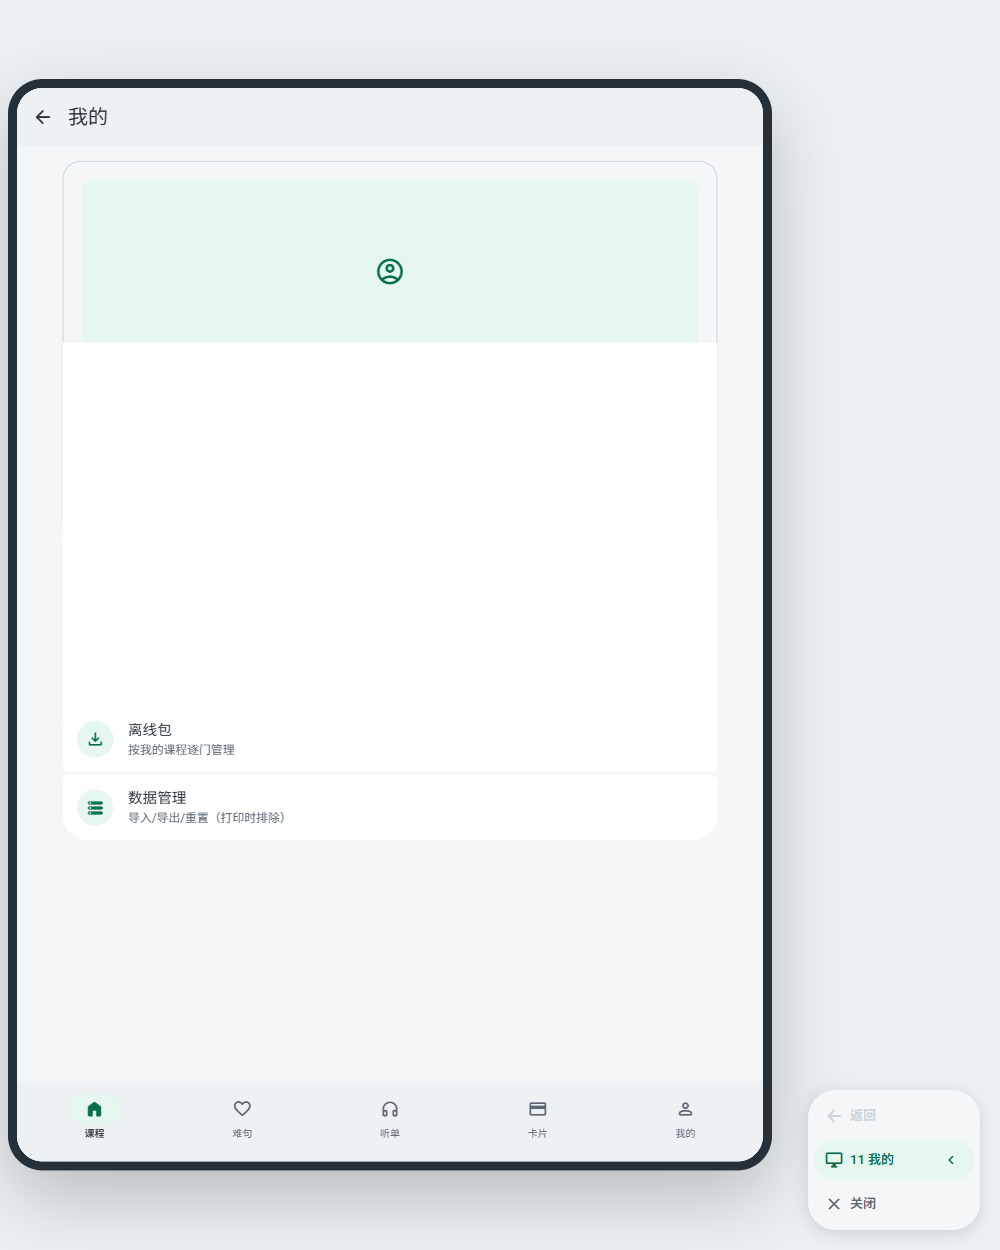 我的
离线包
按我的课程逐门管理
数据管理
导入/导出/重置（打印时排除）
课程
难句
听单
卡片
我的
返回
11 我的
关闭